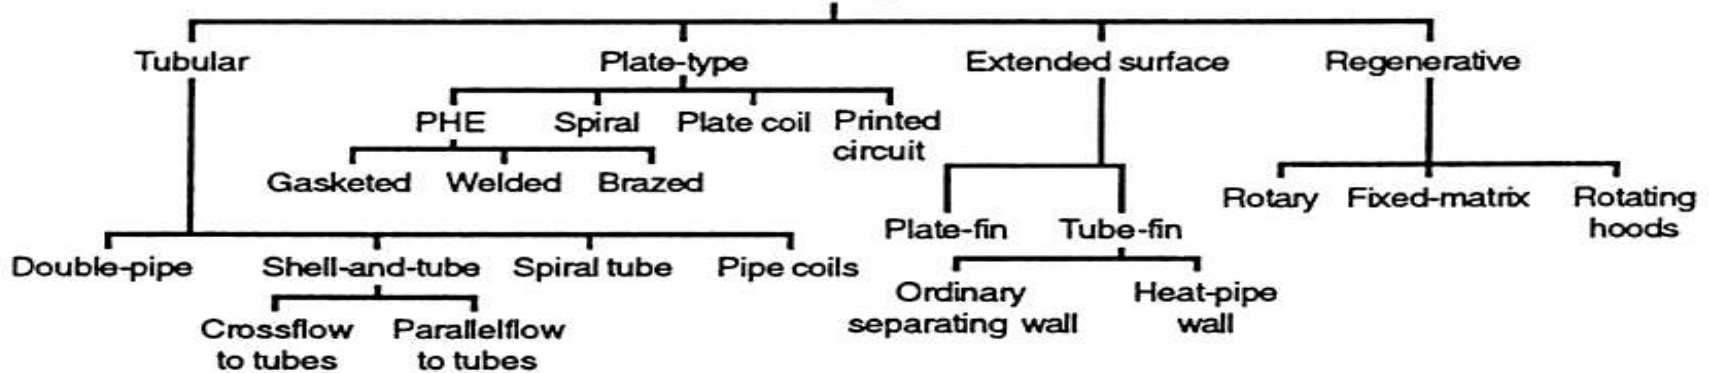 Tubular Plate-type Extended surface Regenerative
PHE Spiral Plate coil Printed
circuit
Gasketed Welded Brazed
Rotary Fixed-matrix Rotating
hoods
Plate-fin Tube-fin
Double-pipe Shell-and-tube Spiral tube Pipe coils
Ordinary
separating wall
Heat-pipe
wall
Crossflow
to tubes
Parallelflow
to tubes